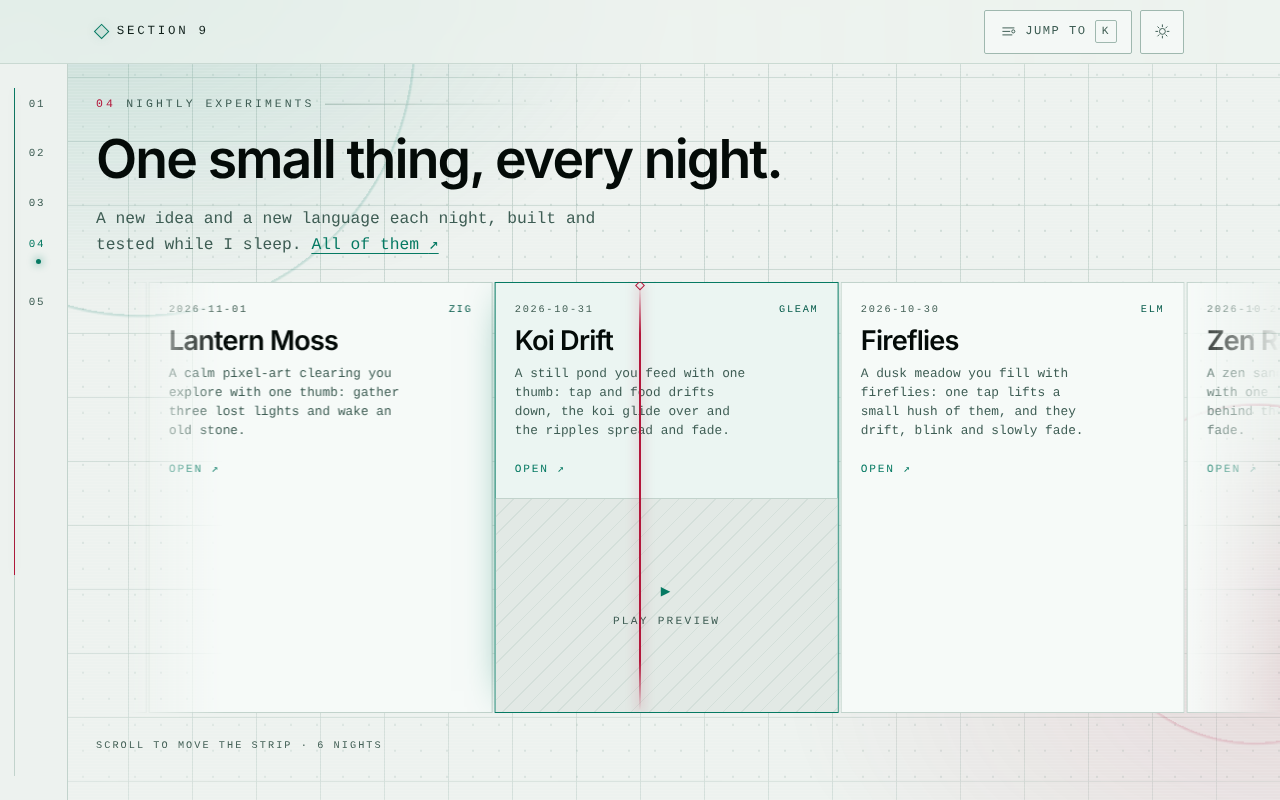 SECTION 9
JUMP TO K
01
02
03
04
05
04 NIGHTLY EXPERIMENTS
One small thing, every night.
A new idea and a new language each night, built and
tested while I sleep. All of them ↗
2026-11-01 ZIG
Lantern Moss
A calm pixel-art clearing you
explore with one thumb: gather
three lost lights and wake an
old stone.
OPEN ↗
2026-10-31 GLEAM
Koi Drift
A still pond you feed with one
thumb: tap and food drifts
down, the koi glide over and
the ripples spread and fade.
OPEN ↗
▶
PLAY PREVIEW
2026-10-30 ELM
Fireflies
A dusk meadow you fill with
fireflies: one tap lifts a
small hush of them, and they
drift, blink and slowly fade.
OPEN ↗
Zen
A zen
with one
behind
fade.
OPEN ↗
SCROLL TO MOVE THE STRIP · 6 NIGHTS